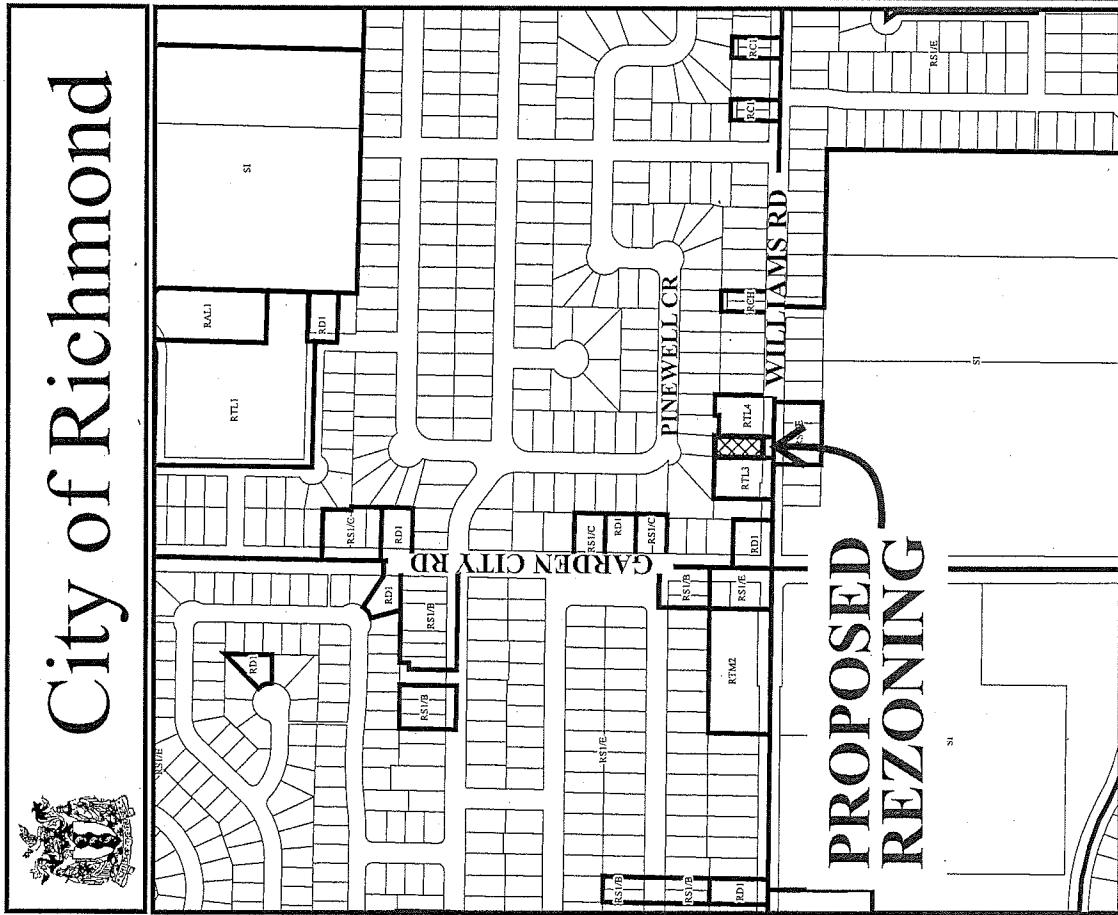 City of Richmond
SI
RAL1
RD1
RTL1
RS1/C
RD1
RD1
RS1/B
RS1/B
RD1
RS1/E
GARDEN CITY RD
RS1/C
RD1
RS1/C
RD1
RS1/B
RS1/E
RTM2
RS1/E
RS1/B
RS1/B
RD1
PINEWELL CR
WILLIAMS RD
RC1
RC1
RCH
RTL4
RTL3
RS1/E
SI
SI
PROPOSED
REZONING